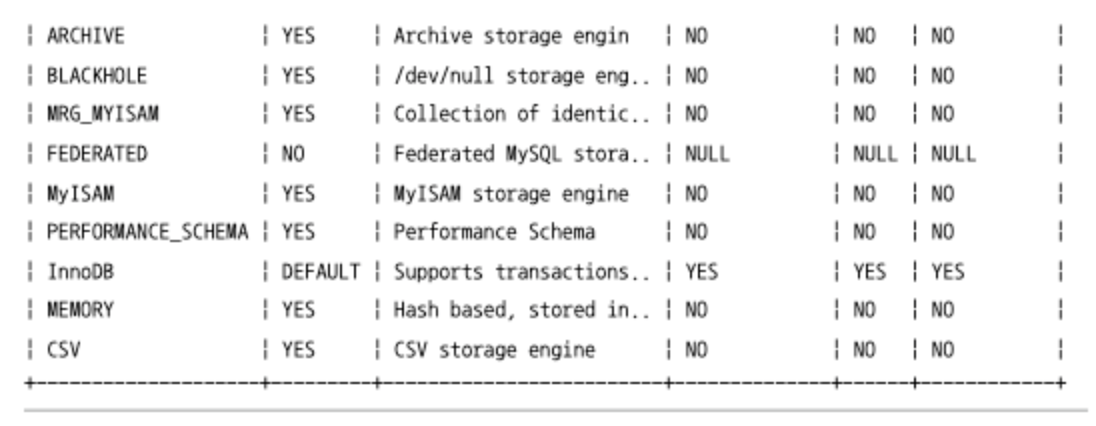 ¦ ARCHIVE            ¦ YES     ¦ Archive storage engin   ¦ NO           ¦ NO   ¦ NO         ¦
¦ BLACKHOLE          ¦ YES     ¦ /dev/null storage eng.. ¦ NO           ¦ NO   ¦ NO         ¦
¦ MRG_MYISAM         ¦ YES     ¦ Collection of identic.. ¦ NO           ¦ NO   ¦ NO         ¦
¦ FEDERATED          ¦ NO      ¦ Federated MySQL stora.. ¦ NULL         ¦ NULL ¦ NULL       ¦
¦ MyISAM             ¦ YES     ¦ MyISAM storage engine   ¦ NO           ¦ NO   ¦ NO         ¦
¦ PERFORMANCE_SCHEMA ¦ YES     ¦ Performance Schema      ¦ NO           ¦ NO   ¦ NO         ¦
¦ InnoDB             ¦ DEFAULT ¦ Supports transactions.. ¦ YES          ¦ YES  ¦ YES        ¦
¦ MEMORY             ¦ YES     ¦ Hash based, stored in.. ¦ NO           ¦ NO   ¦ NO         ¦
¦ CSV                ¦ YES     ¦ CSV storage engine      ¦ NO           ¦ NO   ¦ NO         ¦
+--------------------+---------+-------------------------+--------------+------+------------+